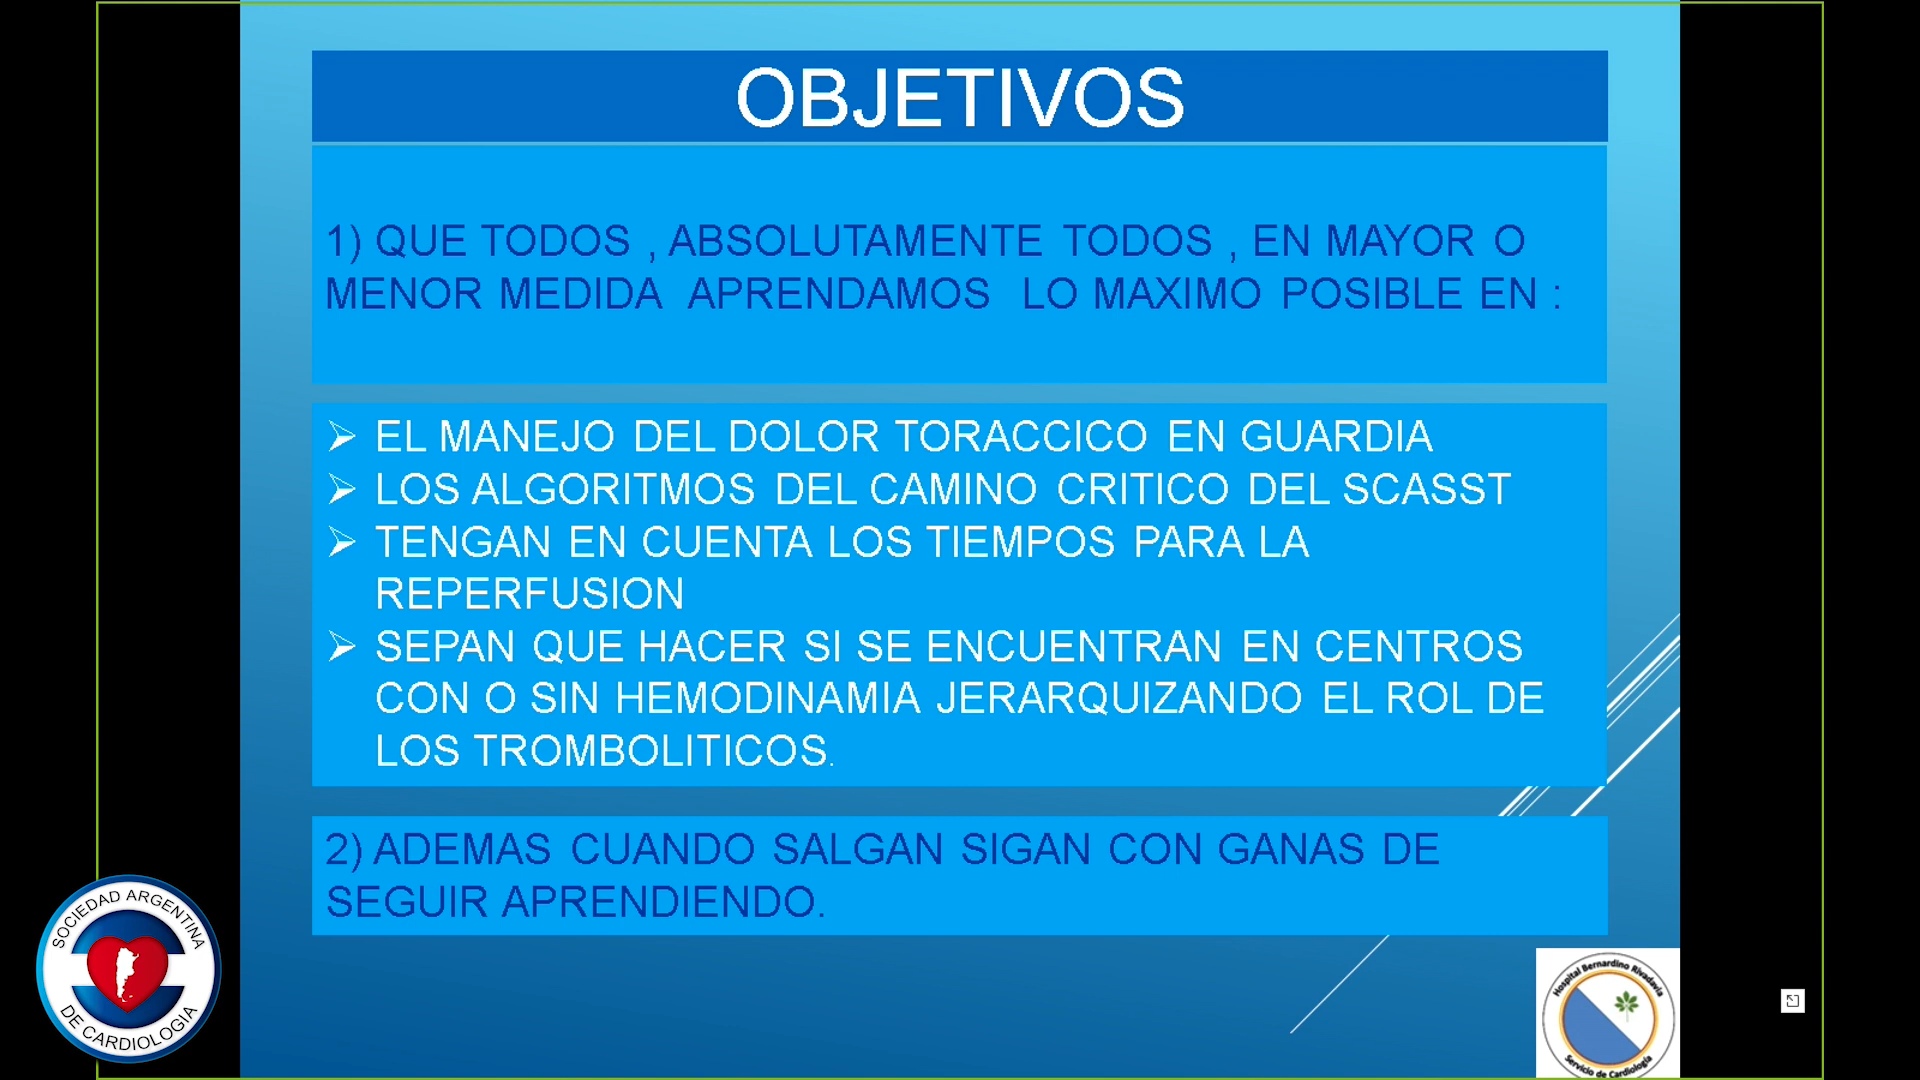 OBJETIVOS
1) QUE TODOS , ABSOLUTAMENTE TODOS , EN MAYOR O
MENOR MEDIDA APRENDAMOS LO MAXIMO POSIBLE EN :
➢ EL MANEJO DEL DOLOR TORACCICO EN GUARDIA
➢ LOS ALGORITMOS DEL CAMINO CRITICO DEL SCASST
➢ TENGAN EN CUENTA LOS TIEMPOS PARA LA
REPERFUSION
➢ SEPAN QUE HACER SI SE ENCUENTRAN EN CENTROS
CON O SIN HEMODINAMIA JERARQUIZANDO EL ROL DE
LOS TROMBOLITICOS.
2) ADEMAS CUANDO SALGAN SIGAN CON GANAS DE
SEGUIR APRENDIENDO.
SOCIEDAD ARGENTINA
DE CARDIOLOGIA
Hospital Bernardino Rivadavia
Servicio de Cardiología